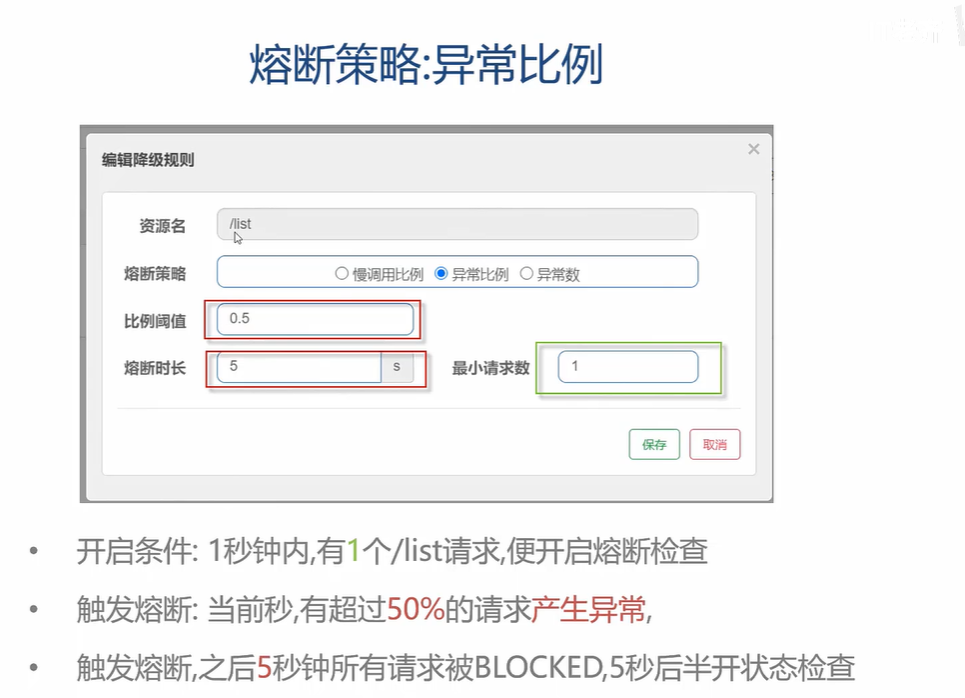 熔断策略:异常比例
编辑降级规则 ×
资源名 /list
熔断策略 慢调用比例 异常比例 异常数
比例阈值 0.5
熔断时长 5 s 最小请求数 1
保存 取消
• 开启条件: 1秒钟内,有1个/list请求,便开启熔断检查
• 触发熔断: 当前秒,有超过50%的请求产生异常,
• 触发熔断,之后5秒钟所有请求被BLOCKED,5秒后半开状态检查